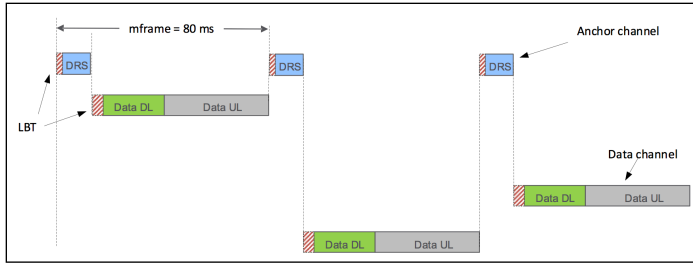 mframe = 80 ms
Anchor channel
DRS
DRS
DRS
Data DL
Data UL
LBT
Data channel
Data DL
Data UL
Data DL
Data UL